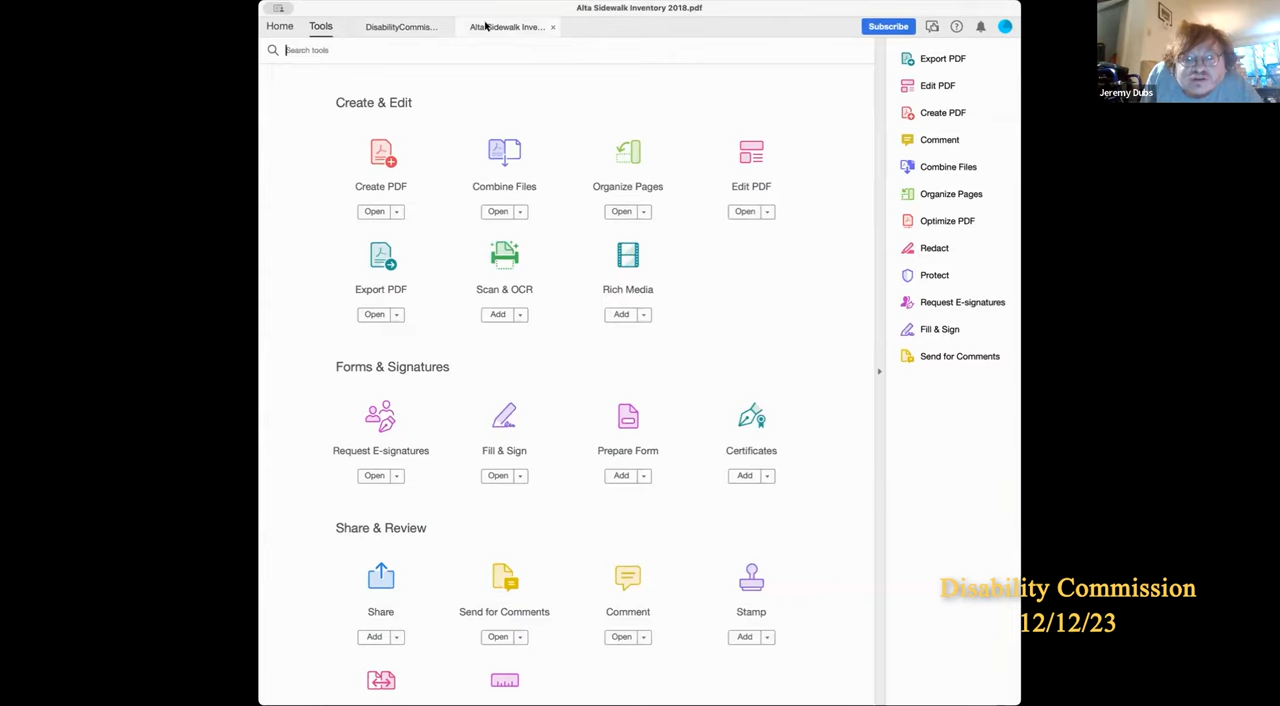 Alta Sidewalk Inventory 2018.pdf
Home Tools DisabilityCommis... Alta Sidewalk Inve... × Subscribe
Search tools
Create & Edit
Create PDF Combine Files Organize Pages Edit PDF
Open Open Open Open
Export PDF Scan & OCR Rich Media
Open Add Add
Forms & Signatures
Request E-signatures Fill & Sign Prepare Form Certificates
Open Open Add Add
Share & Review
Share Send for Comments Comment Stamp
Add Open Open Add
Export PDF
Edit PDF
Create PDF
Comment
Combine Files
Organize Pages
Optimize PDF
Redact
Protect
Request E-signatures
Fill & Sign
Send for Comments
Jeremy Dubs
Disability Commission
12/12/23